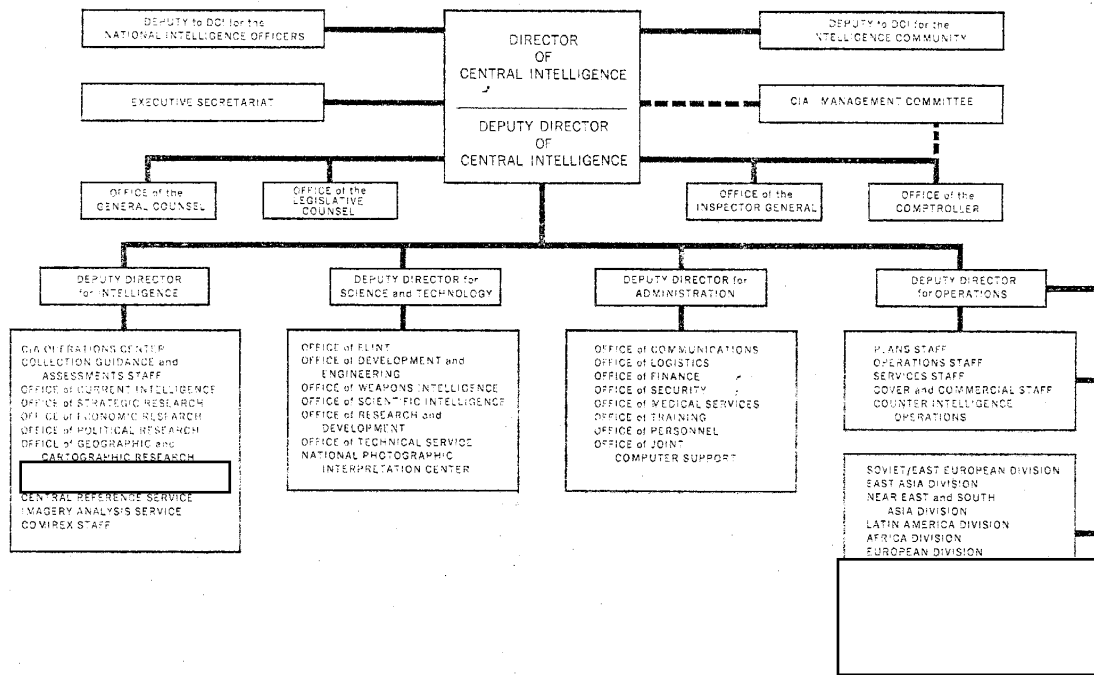 DEPUTY to DCI for the
NATIONAL INTELLIGENCE OFFICERS
DIRECTOR
OF
CENTRAL INTELLIGENCE
DEPUTY DIRECTOR
OF
CENTRAL INTELLIGENCE
DEPUTY to DCI for the
INTELLIGENCE COMMUNITY
EXECUTIVE SECRETARIAT
CIA MANAGEMENT COMMITTEE
OFFICE of the
GENERAL COUNSEL
OFFICE of the
LEGISLATIVE
COUNSEL
OFFICE of the
INSPECTOR GENERAL
OFFICE of the
COMPTROLLER
DEPUTY DIRECTOR
for INTELLIGENCE
DEPUTY DIRECTOR for
SCIENCE and TECHNOLOGY
DEPUTY DIRECTOR for
ADMINISTRATION
DEPUTY DIRECTOR
for OPERATIONS
CIA OPERATIONS CENTER
COLLECTION GUIDANCE and
ASSESSMENTS STAFF
OFFICE of CURRENT INTELLIGENCE
OFFICE of STRATEGIC RESEARCH
OFFICE of ECONOMIC RESEARCH
OFFICE of POLITICAL RESEARCH
OFFICE of GEOGRAPHIC and
CARTOGRAPHIC RESEARCH
CENTRAL REFERENCE SERVICE
IMAGERY ANALYSIS SERVICE
COMIREX STAFF
OFFICE of ELINT
OFFICE of DEVELOPMENT and
ENGINEERING
OFFICE of WEAPONS INTELLIGENCE
OFFICE of SCIENTIFIC INTELLIGENCE
OFFICE of RESEARCH and
DEVELOPMENT
OFFICE of TECHNICAL SERVICE
NATIONAL PHOTOGRAPHIC
INTERPRETATION CENTER
OFFICE of COMMUNICATIONS
OFFICE of LOGISTICS
OFFICE of FINANCE
OFFICE of SECURITY
OFFICE of MEDICAL SERVICES
OFFICE of TRAINING
OFFICE of PERSONNEL
OFFICE of JOINT
COMPUTER SUPPORT
PLANS STAFF
OPERATIONS STAFF
SERVICES STAFF
COVER and COMMERCIAL STAFF
COUNTER INTELLIGENCE
OPERATIONS
SOVIET/EAST EUROPEAN DIVISION
EAST ASIA DIVISION
NEAR EAST and SOUTH
ASIA DIVISION
LATIN AMERICA DIVISION
AFRICA DIVISION
EUROPEAN DIVISION